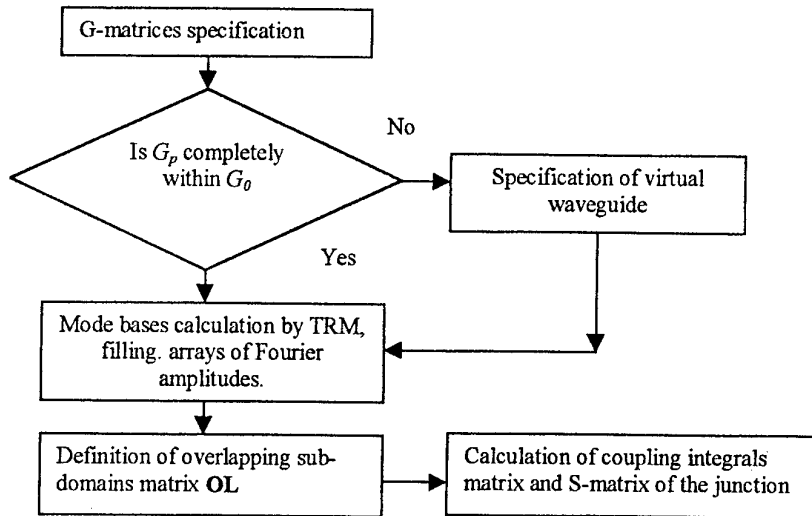 G-matrices specification
No
Is Gₚ completely
within G₀
Specification of virtual
waveguide
Yes
Mode bases calculation by TRM,
filling. arrays of Fourier
amplitudes.
Definition of overlapping sub-
domains matrix OL
Calculation of coupling integrals
matrix and S-matrix of the junction